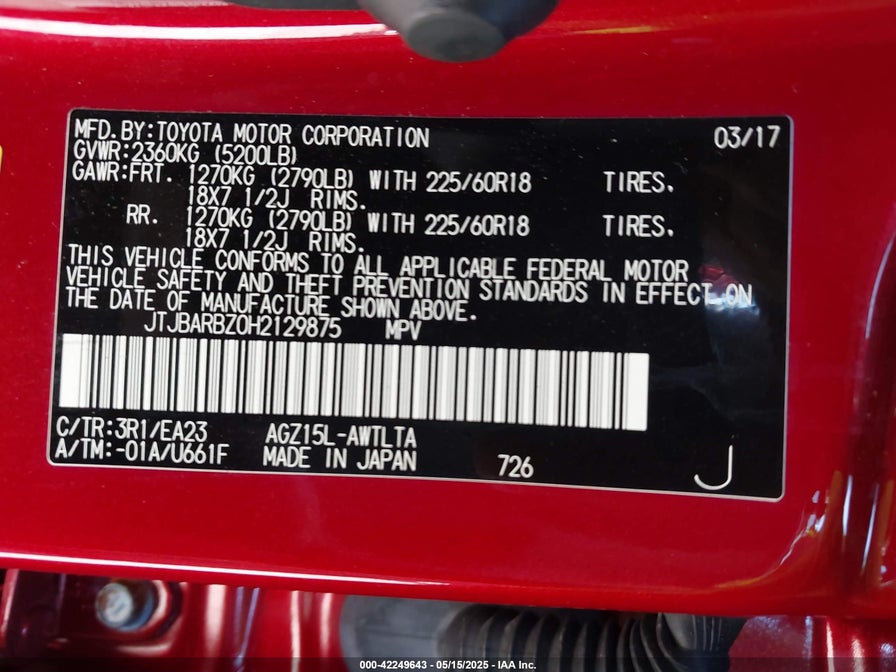 MFD. BY: TOYOTA MOTOR CORPORATION 03/17
GVWR: 2360KG (5200LB)
GAWR: FRT. 1270KG (2790LB) WITH 225/60R18 TIRES.
18X7 1/2J RIMS.
RR. 1270KG (2790LB) WITH 225/60R18 TIRES.
18X7 1/2J RIMS.
THIS VEHICLE CONFORMS TO ALL APPLICABLE FEDERAL MOTOR
VEHICLE SAFETY AND THEFT PREVENTION STANDARDS IN EFFECT ON
THE DATE OF MANUFACTURE SHOWN ABOVE.
JTJBARBZ0H2129875 MPV
C/TR: 3R1/EA23 AGZ15L-AWTLTA
A/TM: -01A/U661F MADE IN JAPAN 726 J
000-42249643 - 05/15/2025 - IAA Inc.